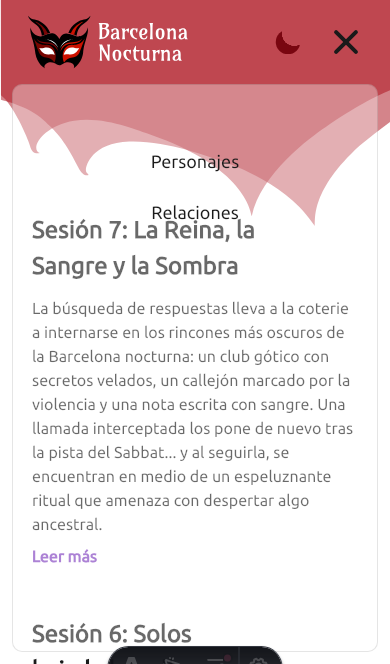 Barcelona
Nocturna
Personajes
Relaciones
Sesión 7: La Reina, la
Sangre y la Sombra
La búsqueda de respuestas lleva a la coterie
a internarse en los rincones más oscuros de
la Barcelona nocturna: un club gótico con
secretos velados, un callejón marcado por la
violencia y una nota escrita con sangre. Una
llamada interceptada los pone de nuevo tras
la pista del Sabbat... y al seguirla, se
encuentran en medio de un espeluznante
ritual que amenaza con despertar algo
ancestral.
Leer más
Sesión 6: Solos